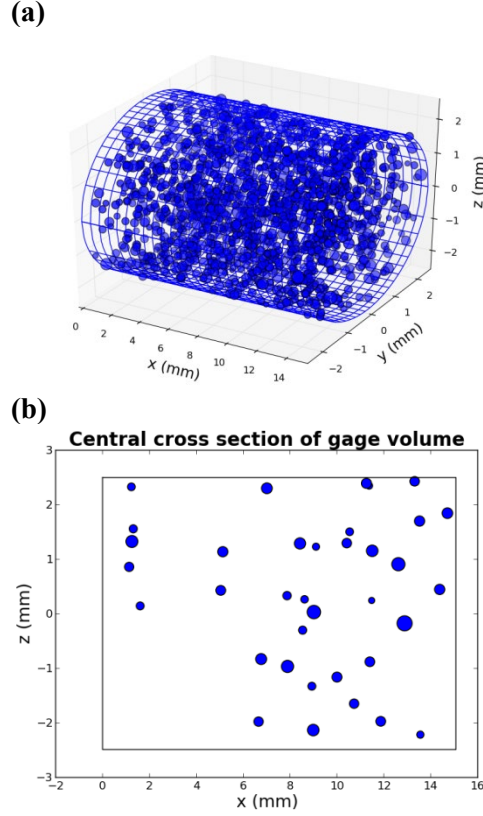 (a)
2
1
0
−1
−2
z (mm)
2
1
0
−1
−2
y (mm)
0
2
4
6
8
10
12
14
x (mm)
(b)
Central cross section of gage volume
3
2
1
0
−1
−2
−3
z (mm)
−2 0 2 4 6 8 10 12 14 16
x (mm)